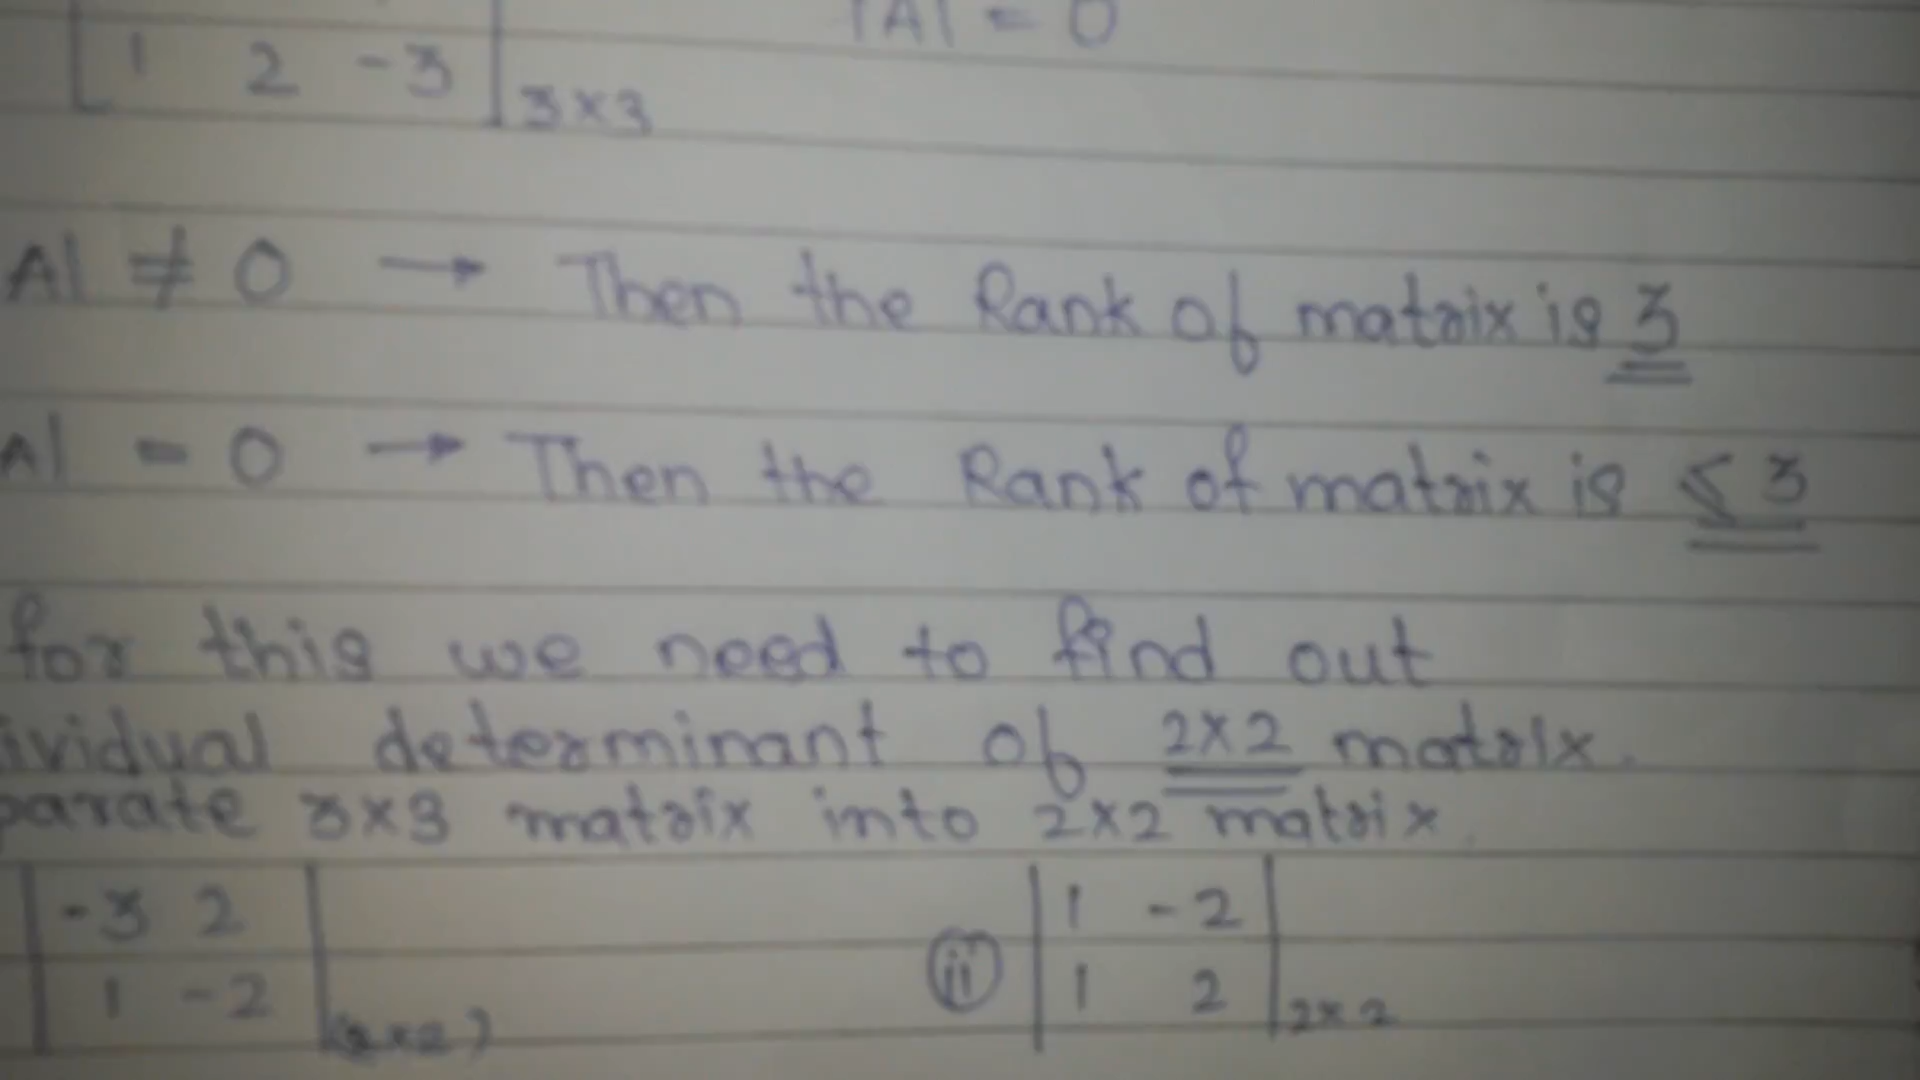 |A| = 0
1 2 -3
3×3
A| ≠ 0 → Then the Rank of matrix is 3
A| = 0 → Then the Rank of matrix is < 3
for this we need to find out
ividual determinant of 2×2 matrix.
parate 3×3 matrix into 2×2 matrix.
-3 2
1 -2
(2×2)
(ii) 1 -2
1 2
2×2